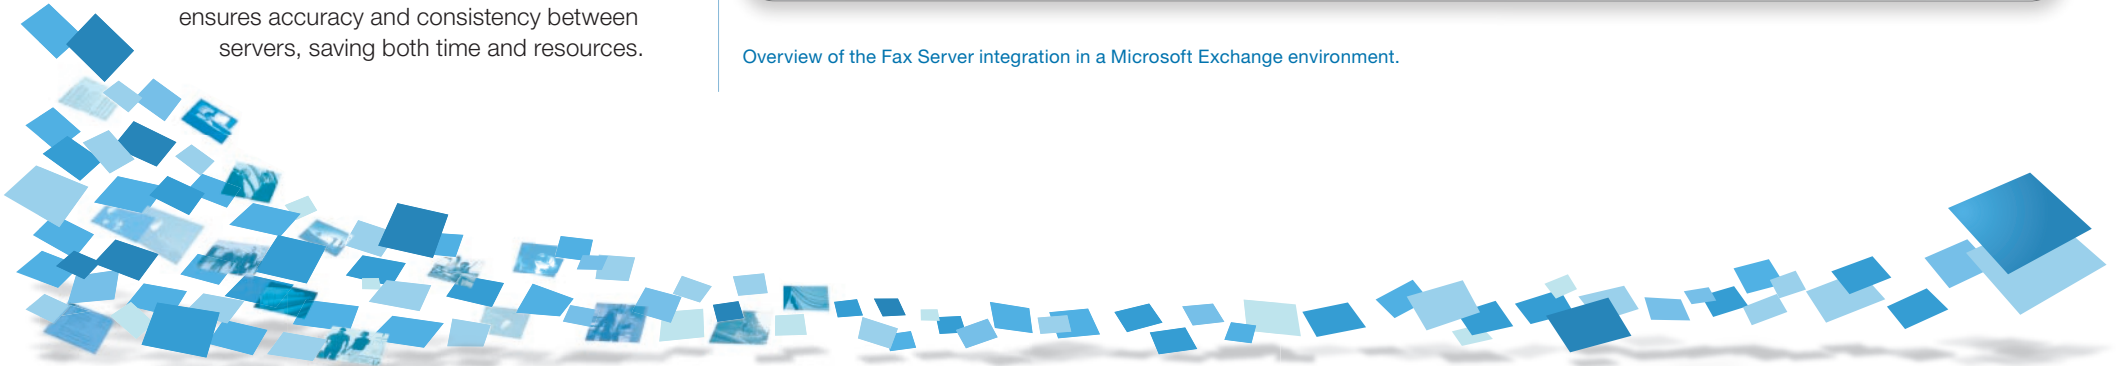 ensures accuracy and consistency between
servers, saving both time and resources.
Overview of the Fax Server integration in a Microsoft Exchange environment.